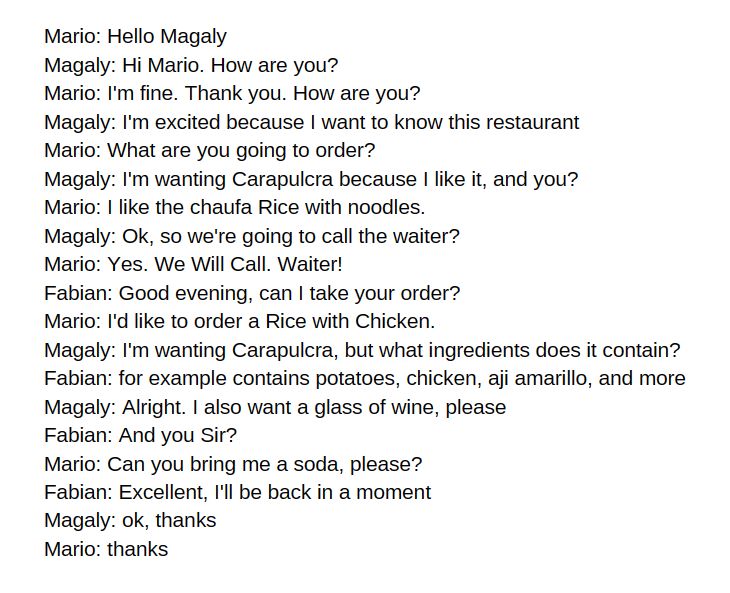 Mario: Hello Magaly
Magaly: Hi Mario. How are you?
Mario: I'm fine. Thank you. How are you?
Magaly: I'm excited because I want to know this restaurant
Mario: What are you going to order?
Magaly: I'm wanting Carapulcra because I like it, and you?
Mario: I like the chaufa Rice with noodles.
Magaly: Ok, so we're going to call the waiter?
Mario: Yes. We Will Call. Waiter!
Fabian: Good evening, can I take your order?
Mario: I'd like to order a Rice with Chicken.
Magaly: I'm wanting Carapulcra, but what ingredients does it contain?
Fabian: for example contains potatoes, chicken, aji amarillo, and more
Magaly: Alright. I also want a glass of wine, please
Fabian: And you Sir?
Mario: Can you bring me a soda, please?
Fabian: Excellent, I'll be back in a moment
Magaly: ok, thanks
Mario: thanks